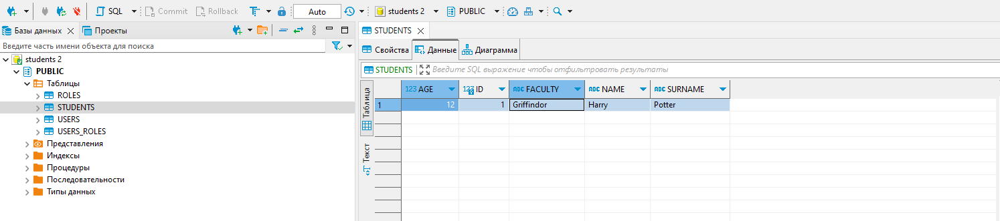 SQL Commit Rollback Auto students 2 PUBLIC
Базы данных Проекты
Введите часть имени объекта для поиска
students 2
PUBLIC
Таблицы
ROLES
STUDENTS
USERS
USERS_ROLES
Представления
Индексы
Процедуры
Последовательности
Типы данных
STUDENTS
Свойства Данные Диаграмма
STUDENTS Введите SQL выражение чтобы отфильтровать результаты
Таблица
Текст
123 AGE 123 ID ABC FACULTY ABC NAME ABC SURNAME
1 12 1 Griffindor Harry Potter